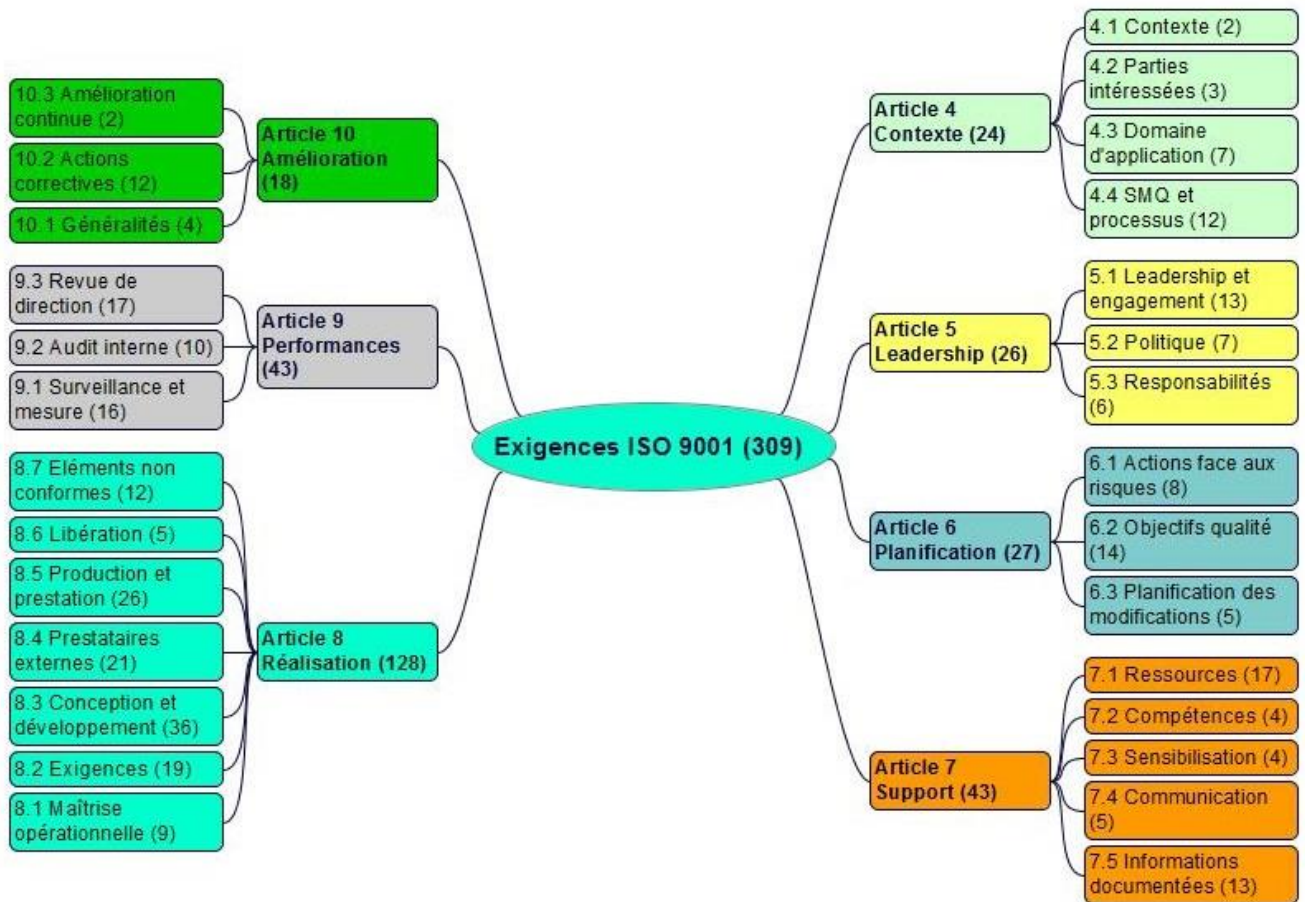 Exigences ISO 9001 (309)
Article 4
Contexte (24)
4.1 Contexte (2)
4.2 Parties
intéressées (3)
4.3 Domaine
d'application (7)
4.4 SMQ et
processus (12)
Article 5
Leadership (26)
5.1 Leadership et
engagement (13)
5.2 Politique (7)
5.3 Responsabilités
(6)
Article 6
Planification (27)
6.1 Actions face aux
risques (8)
6.2 Objectifs qualité
(14)
6.3 Planification des
modifications (5)
Article 7
Support (43)
7.1 Ressources (17)
7.2 Compétences (4)
7.3 Sensibilisation (4)
7.4 Communication
(5)
7.5 Informations
documentées (13)
Article 10
Amélioration
(18)
10.3 Amélioration
continue (2)
10.2 Actions
correctives (12)
10.1 Généralités (4)
Article 9
Performances
(43)
9.3 Revue de
direction (17)
9.2 Audit interne (10)
9.1 Surveillance et
mesure (16)
Article 8
Réalisation (128)
8.7 Eléments non
conformes (12)
8.6 Libération (5)
8.5 Production et
prestation (26)
8.4 Prestataires
externes (21)
8.3 Conception et
développement (36)
8.2 Exigences (19)
8.1 Maîtrise
opérationnelle (9)